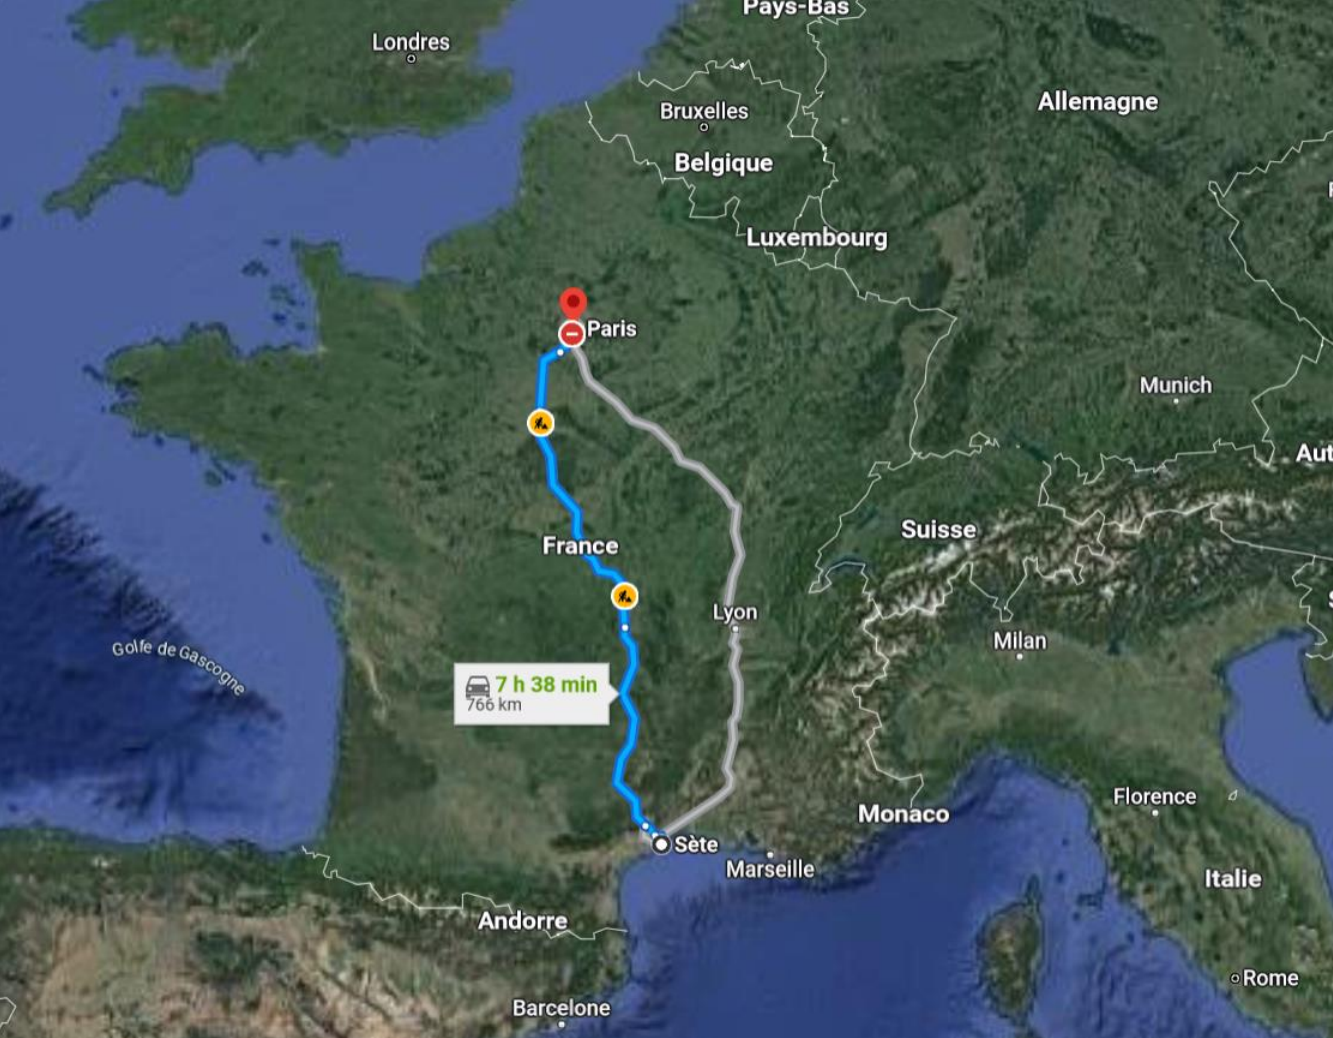 Pays-Bas
Londres
Allemagne
Bruxelles
Belgique
Luxembourg
Paris
Munich
Suisse
France
Lyon
Milan
Golfe de Gascogne
7 h 38 min
766 km
Florence
Monaco
Sète
Marseille
Italie
Andorre
Rome
Barcelone